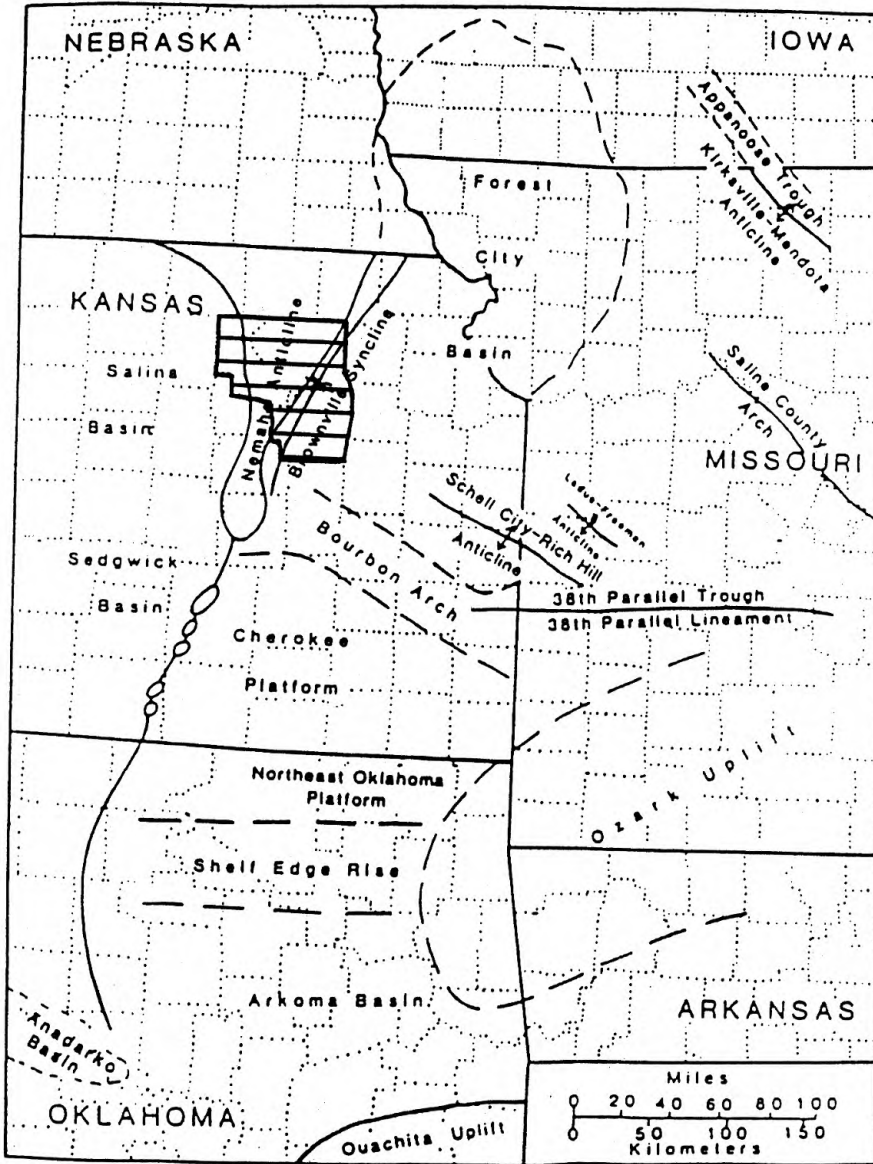 NEBRASKA
IOWA
Appanoose Trough
Kirksville-Mendota
Anticline
Forest
City
Basin
KANSAS
Salina
Basin
Nemaha Anticline
Brownville Syncline
Saline County
Arch
MISSOURI
Schell City-Rich Hill
Anticline
Ladue-Freeman
Anticline
Bourbon Arch
Sedgwick
Basin
38th Parallel Trough
38th Parallel Lineament
Cherokee
Platform
Northeast Oklahoma
Platform
Ozark Uplift
Shelf Edge Rise
Arkoma Basin
ARKANSAS
Anadarko
Basin
OKLAHOMA
Ouachita Uplift
Miles
0 20 40 60 80 100
0 50 100 150
Kilometers